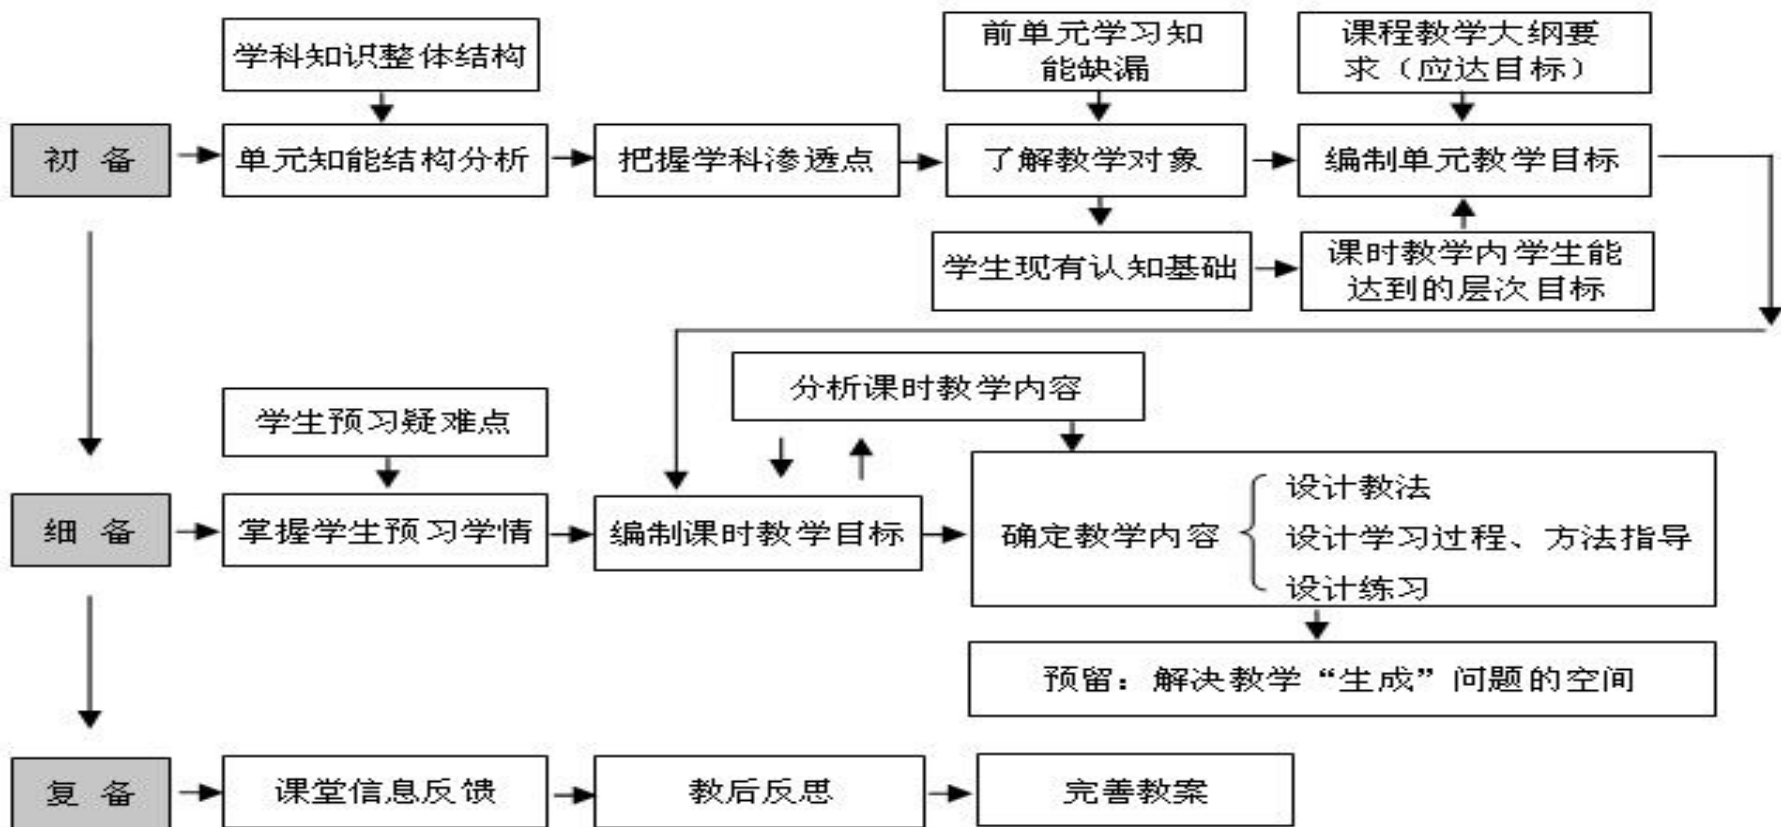 学科知识整体结构
前单元学习知
能缺漏
课程教学大纲要
求（应达目标）
初 备
单元知能结构分析
把握学科渗透点
了解教学对象
编制单元教学目标
学生现有认知基础
课时教学内学生能
达到的层次目标
分析课时教学内容
学生预习疑难点
细 备
掌握学生预习学情
编制课时教学目标
确定教学内容
设计教法
设计学习过程、方法指导
设计练习
预留：解决教学“生成”问题的空间
复 备
课堂信息反馈
教后反思
完善教案